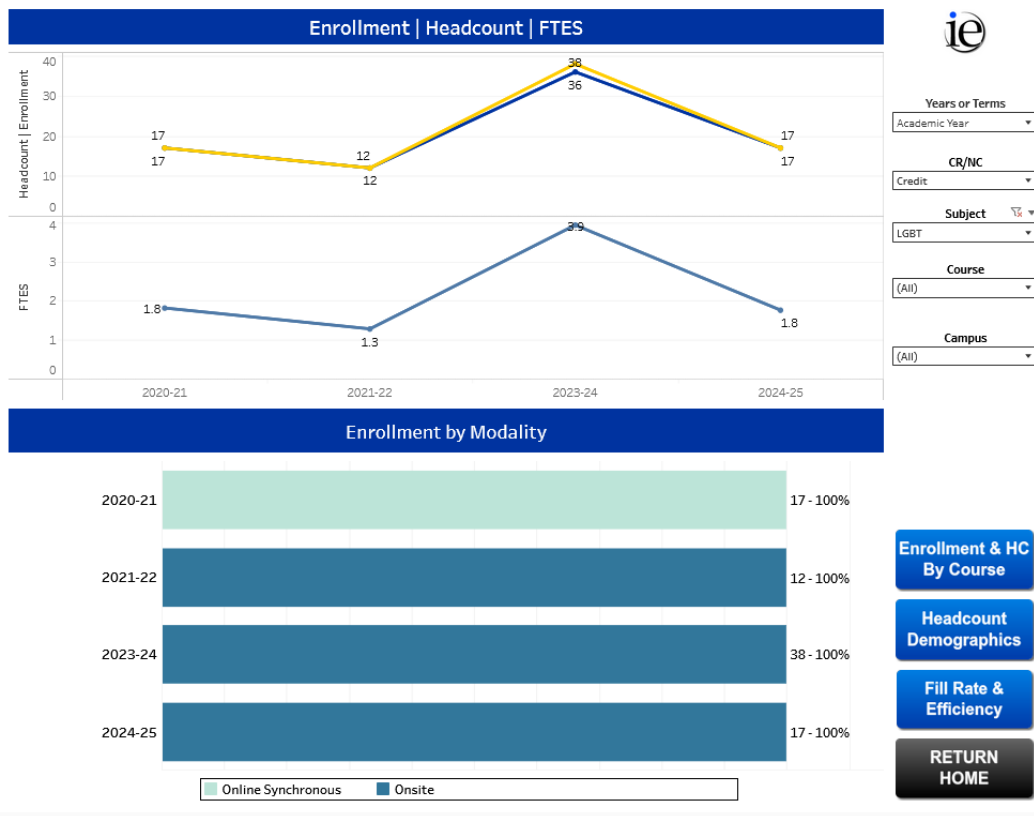 Enrollment | Headcount | FTES
ie
Headcount | Enrollment
40
30
20
10
0
17
17
12
12
38
36
17
17
FTES
4
3
2
1
0
1.8
1.3
3.9
1.8
2020-21 2021-22 2023-24 2024-25
Years or Terms
Academic Year
CR/NC
Credit
Subject
LGBT
Course
(All)
Campus
(All)
Enrollment by Modality
2020-21 17 - 100%
2021-22 12 - 100%
2023-24 38 - 100%
2024-25 17 - 100%
Online Synchronous Onsite
Enrollment & HC
By Course
Headcount
Demographics
Fill Rate &
Efficiency
RETURN
HOME